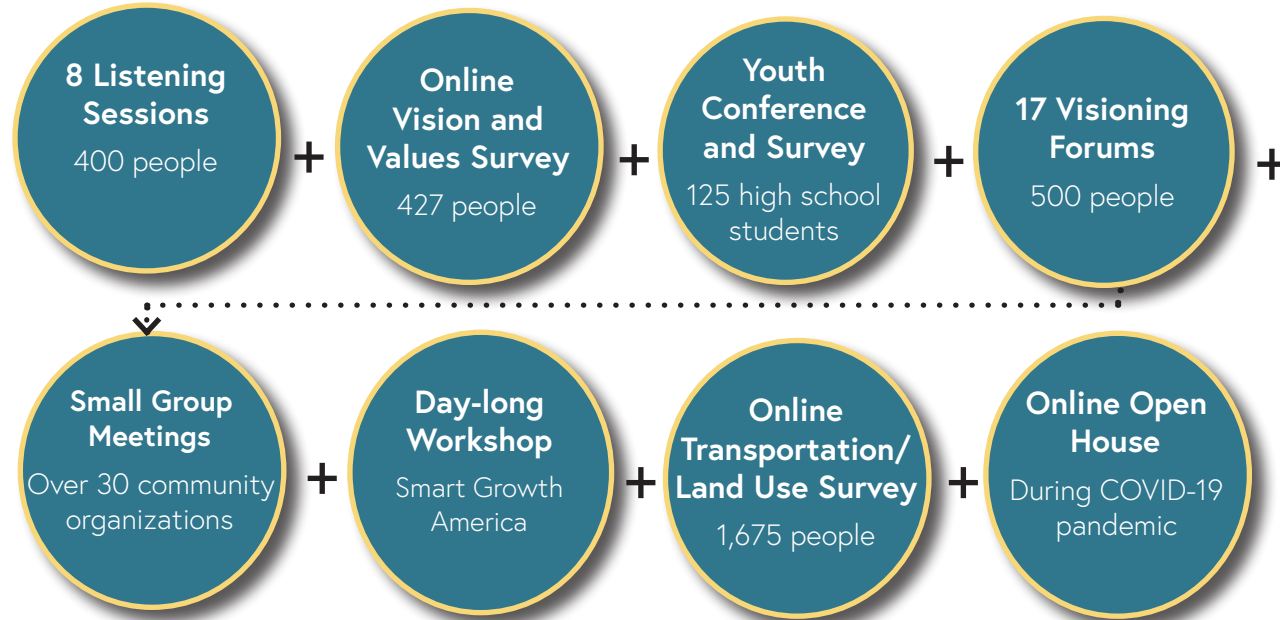 8 Listening
Sessions
400 people
+
Online
Vision and
Values Survey
427 people
+
Youth
Conference
and Survey
125 high school
students
+
17 Visioning
Forums
500 people
+
Small Group
Meetings
Over 30 community
organizations
+
Day-long
Workshop
Smart Growth
America
+
Online
Transportation/
Land Use Survey
1,675 people
+
Online Open
House
During COVID-19
pandemic